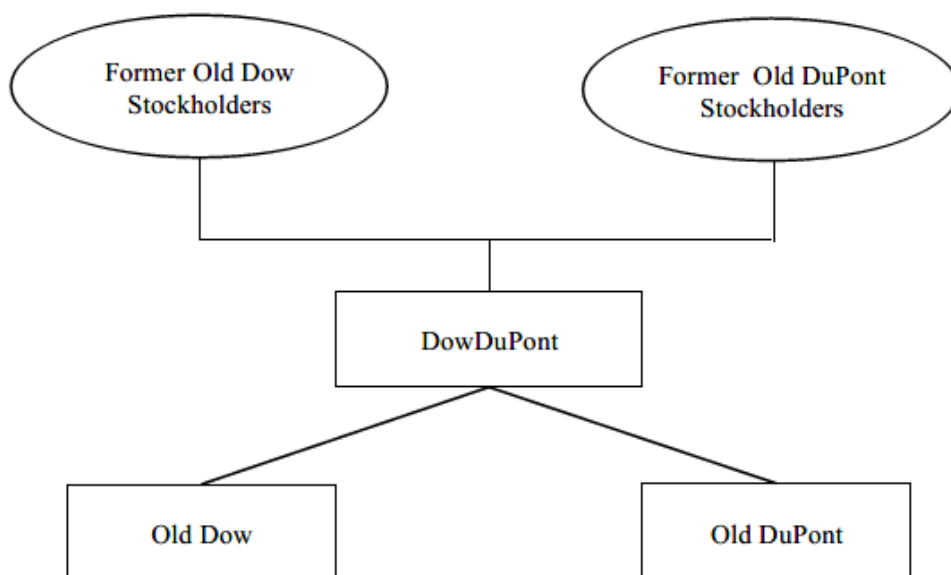 Former Old Dow
Stockholders
Former Old DuPont
Stockholders
DowDuPont
Old Dow
Old DuPont